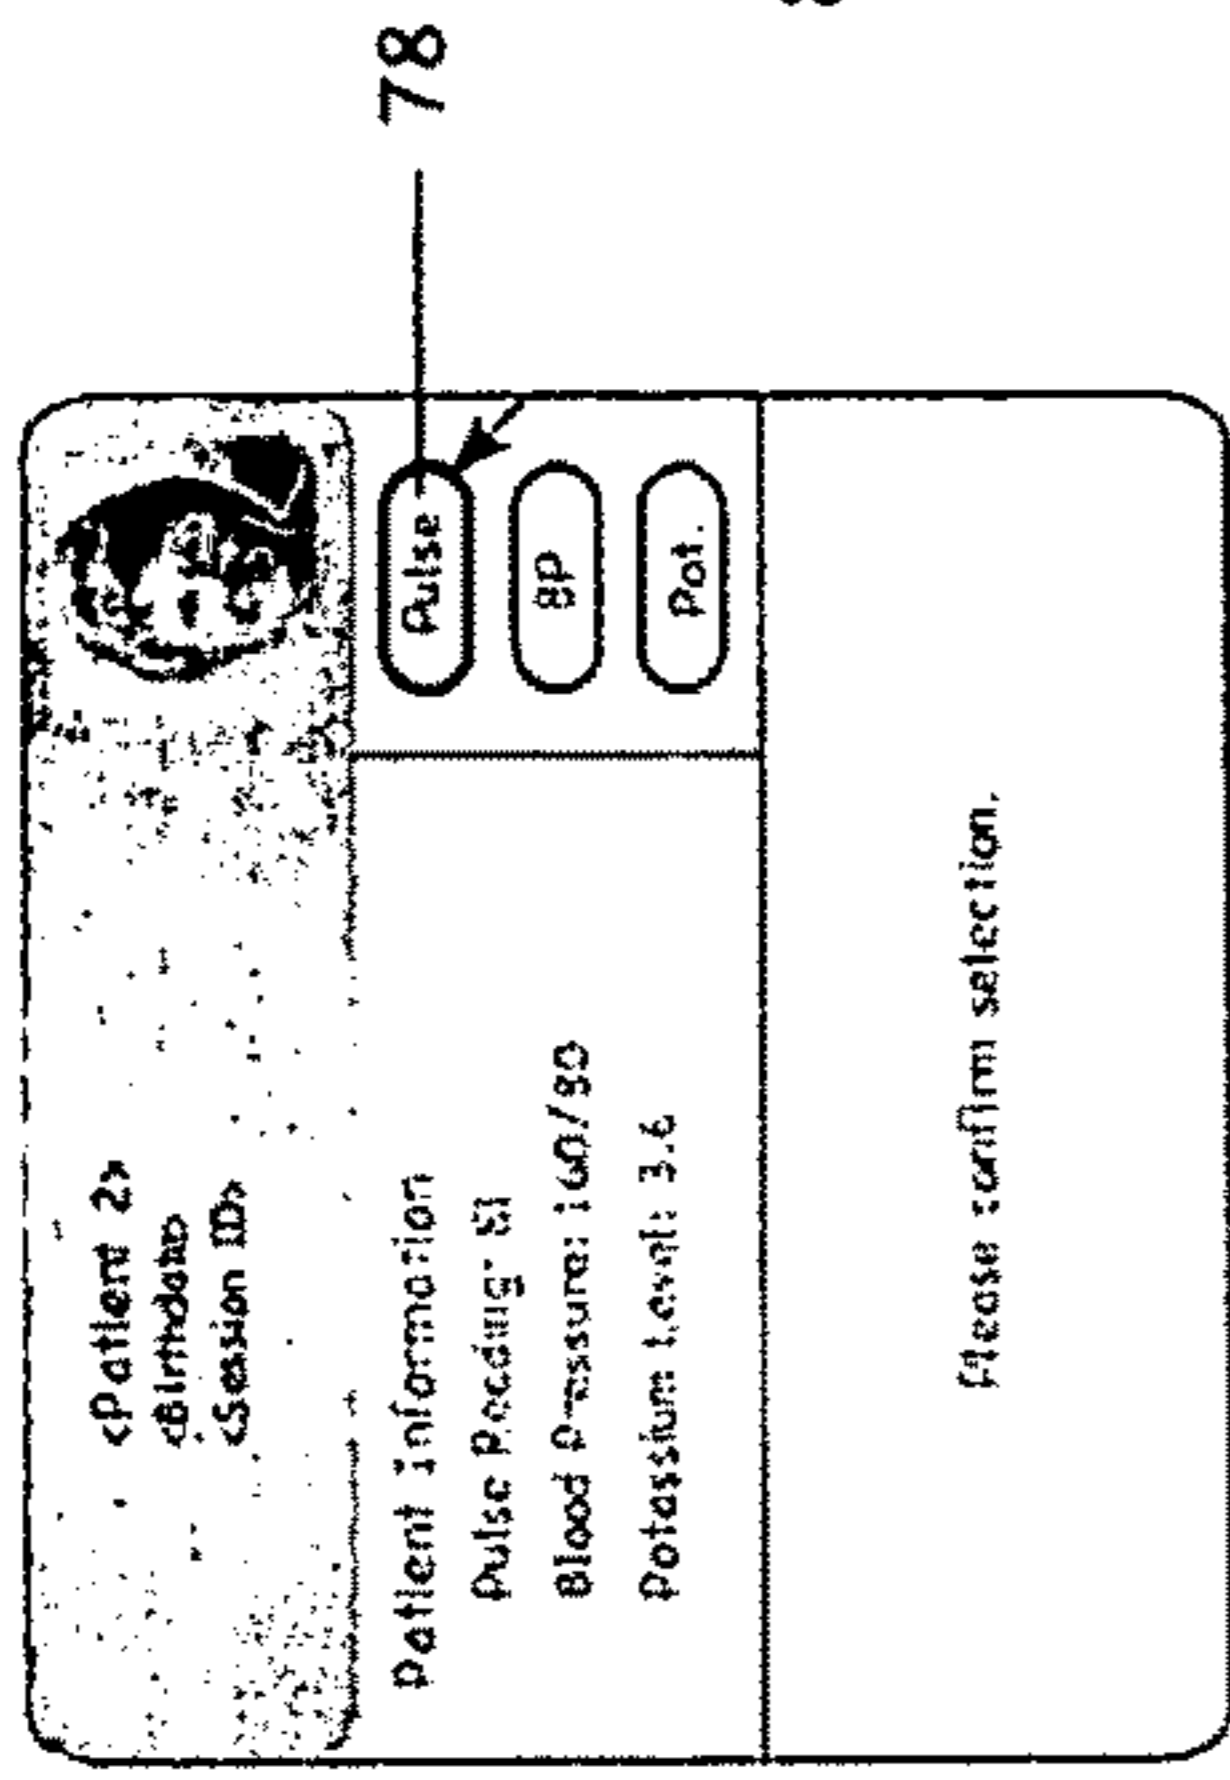 <Patient 2>
<Birthdate>
<Session ID>
Patient Information
Pulse Reading:
Blood Pressure: 160/90
Potassium Level: 3.6
Pulse
BP
Pot.
Please confirm selection.
78